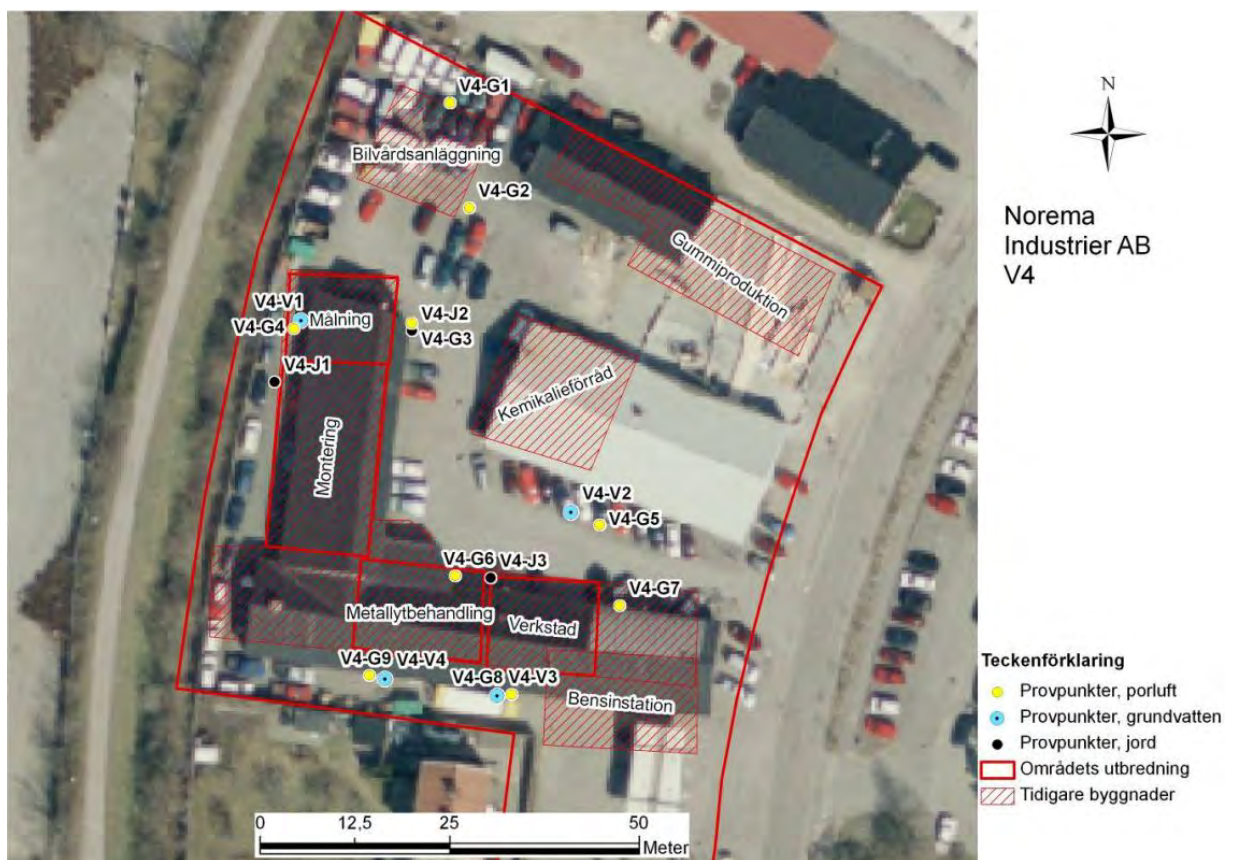 V4-G1
Bilvårdsanläggning
V4-G2
Gummiproduktion
V4-V1
Målning
V4-G4
V4-J2
V4-G3
V4-J1
Kemikalieförråd
Montering
V4-V2
V4-G5
V4-G6 V4-J3
V4-G7
Metallytbehandling
Verkstad
V4-G9 V4-V4
V4-G8 V4-V3
Bensinstation
0 12,5 25 50
Meter
N
Norema
Industrier AB
V4
Teckenförklaring
Provpunkter, porluft
Provpunkter, grundvatten
Provpunkter, jord
Områdets utbredning
Tidigare byggnader